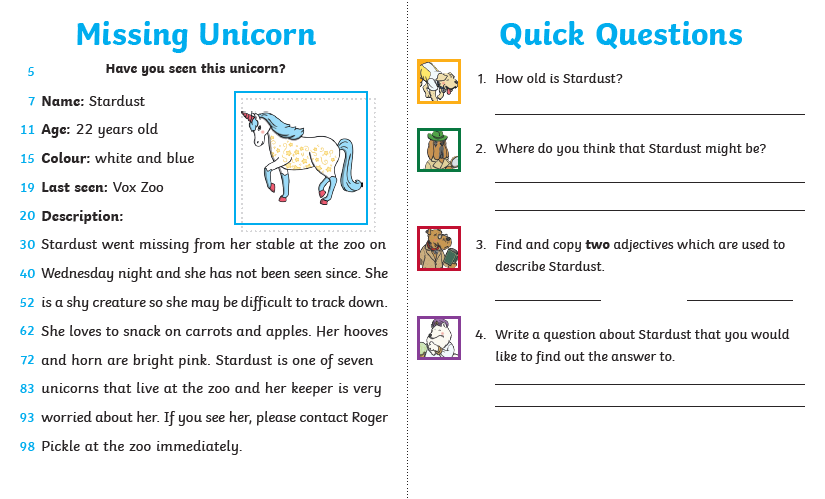 Missing Unicorn
5 Have you seen this unicorn?
7 Name: Stardust
11 Age: 22 years old
15 Colour: white and blue
19 Last seen: Vox Zoo
20 Description:
30 Stardust went missing from her stable at the zoo on
40 Wednesday night and she has not been seen since. She
52 is a shy creature so she may be difficult to track down.
62 She loves to snack on carrots and apples. Her hooves
72 and horn are bright pink. Stardust is one of seven
83 unicorns that live at the zoo and her keeper is very
93 worried about her. If you see her, please contact Roger
98 Pickle at the zoo immediately.
Quick Questions
1. How old is Stardust?
2. Where do you think that Stardust might be?
3. Find and copy two adjectives which are used to
describe Stardust.
4. Write a question about Stardust that you would
like to find out the answer to.